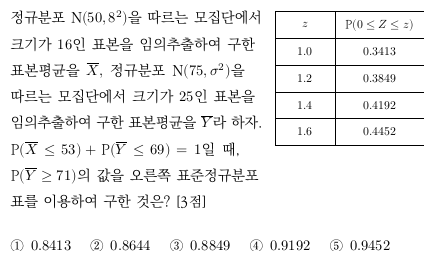 정규분포 N(50, 8²)을 따르는 모집단에서
크기가 16인 표본을 임의추출하여 구한
표본평균을 X̅, 정규분포 N(75, σ²)을
따르는 모집단에서 크기가 25인 표본을
임의추출하여 구한 표본평균을 Y̅라 하자.
P(X̅ ≤ 53) + P(Y̅ ≤ 69) = 1일 때,
P(Y̅ ≥ 71)의 값을 오른쪽 표준정규분포
표를 이용하여 구한 것은? [3점]
z P(0 ≤ Z ≤ z)
1.0 0.3413
1.2 0.3849
1.4 0.4192
1.6 0.4452
① 0.8413 ② 0.8644 ③ 0.8849 ④ 0.9192 ⑤ 0.9452